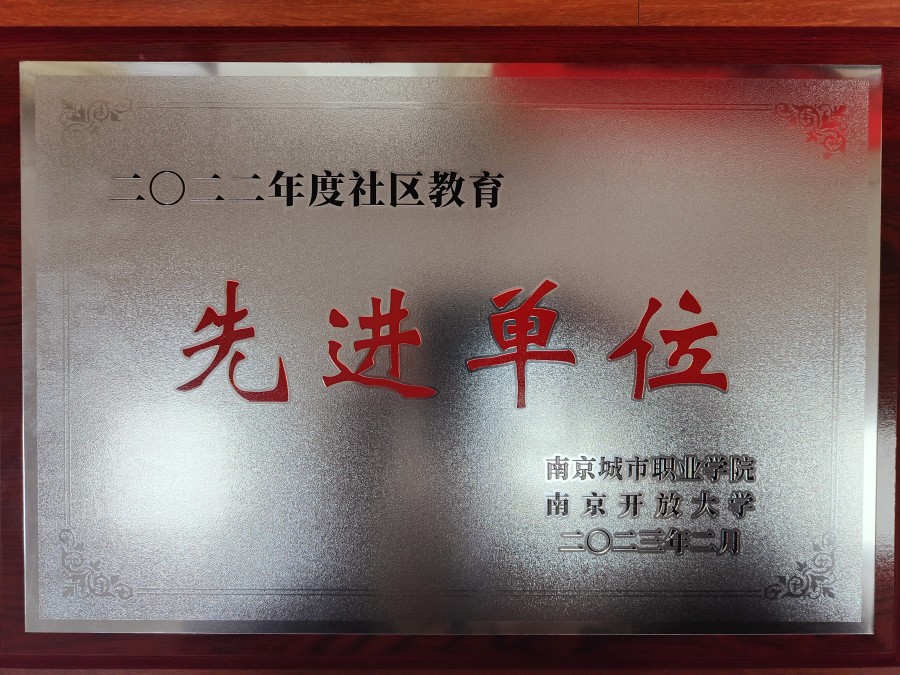 二〇二二年度社区教育
先进单位
南京城市职业学院
南京开放大学
二〇二三年二月